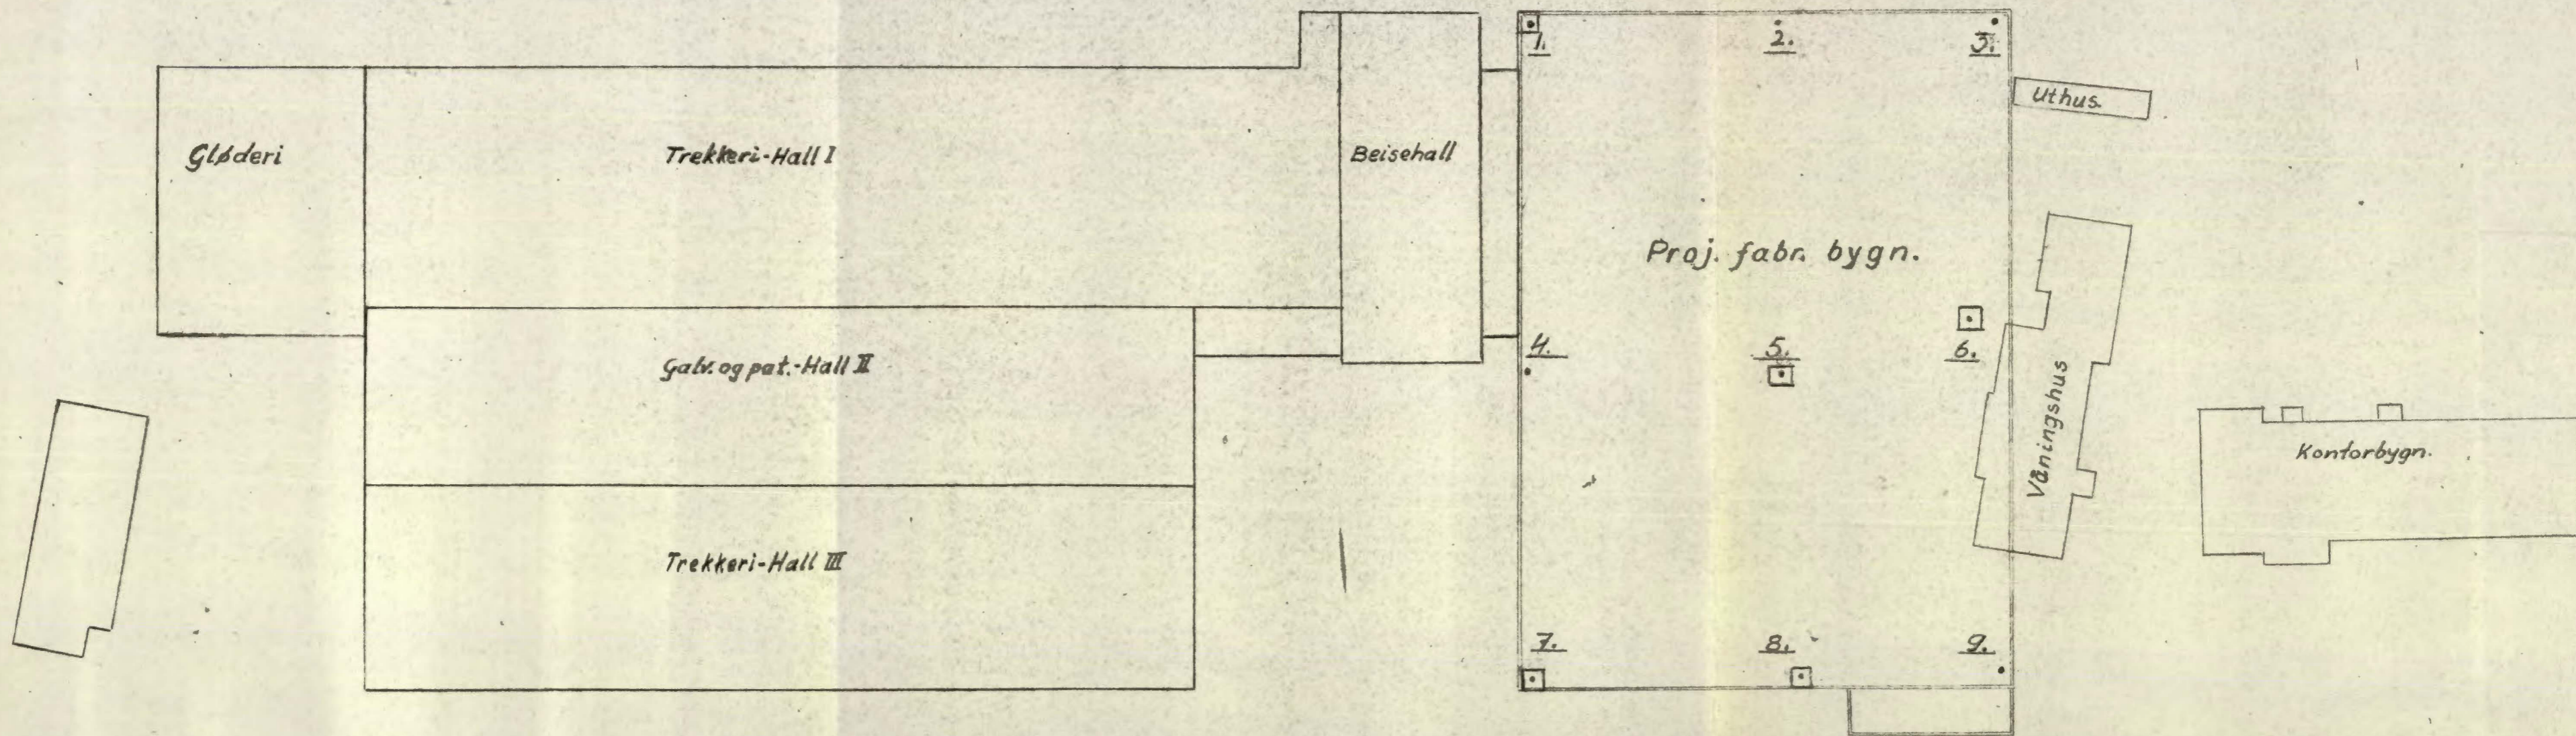 1.
2.
3.
Uthus.
Gløderi
Trekkeri-Hall I
Beisehall
Proj. fabr. bygn.
4.
5.
6.
Galv. og pat.-Hall II
Våningshus
Kontorbygn.
Trekkeri-Hall III
7.
8.
9.